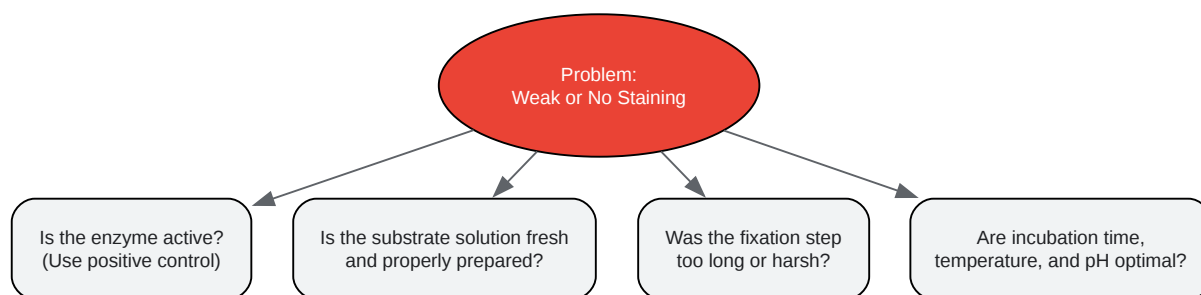 Problem:
Weak or No Staining
Is the enzyme active?
(Use positive control)
Is the substrate solution fresh
and properly prepared?
Was the fixation step
too long or harsh?
Are incubation time,
temperature, and pH optimal?